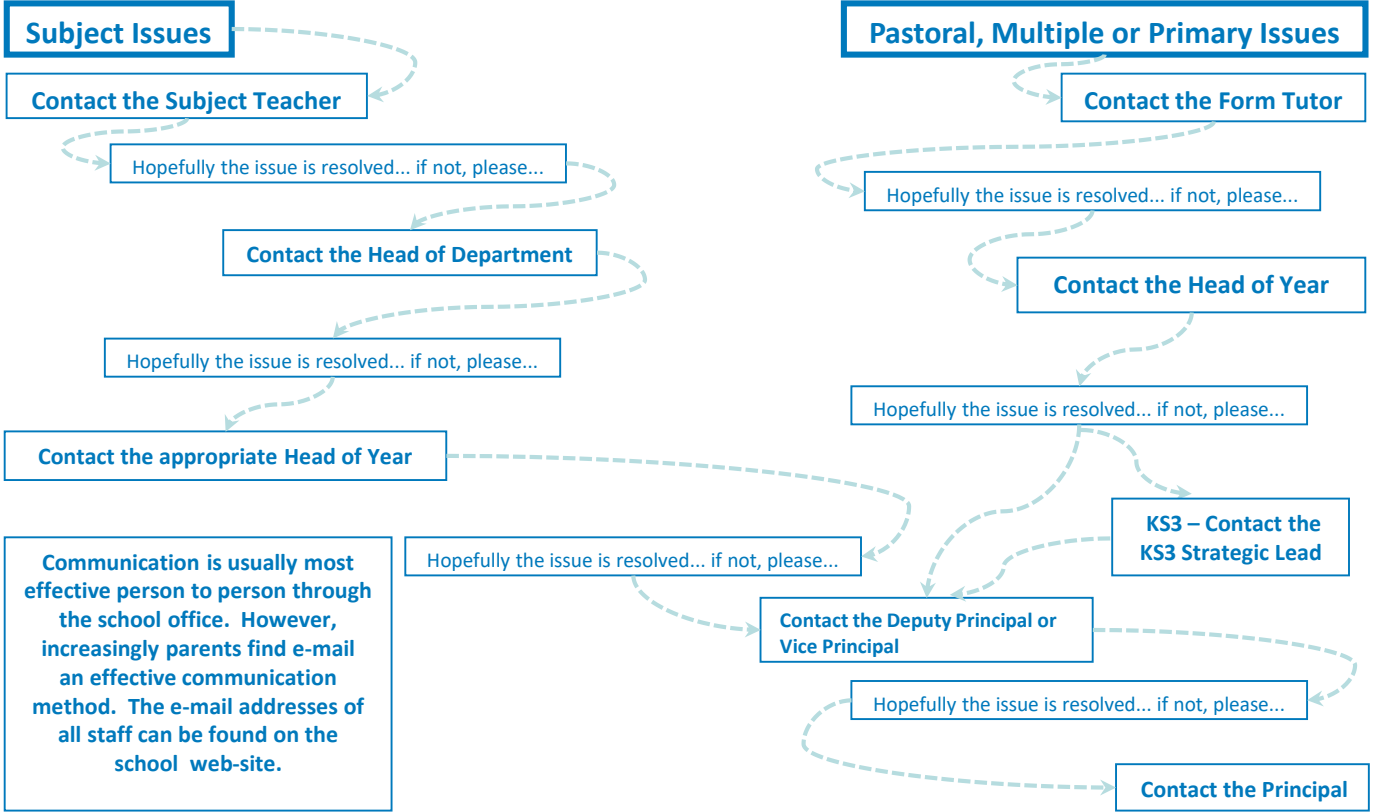 Subject Issues
Contact the Subject Teacher
Hopefully the issue is resolved... if not, please...
Contact the Head of Department
Hopefully the issue is resolved... if not, please...
Contact the appropriate Head of Year
Hopefully the issue is resolved... if not, please...
Communication is usually most
effective person to person through
the school office.  However,
increasingly parents find e-mail
an effective communication
method.  The e-mail addresses of
all staff can be found on the
school  web-site.
Pastoral, Multiple or Primary Issues
Contact the Form Tutor
Hopefully the issue is resolved... if not, please...
Contact the Head of Year
Hopefully the issue is resolved... if not, please...
KS3 – Contact the
KS3 Strategic Lead
Contact the Deputy Principal or
Vice Principal
Hopefully the issue is resolved... if not, please...
Contact the Principal